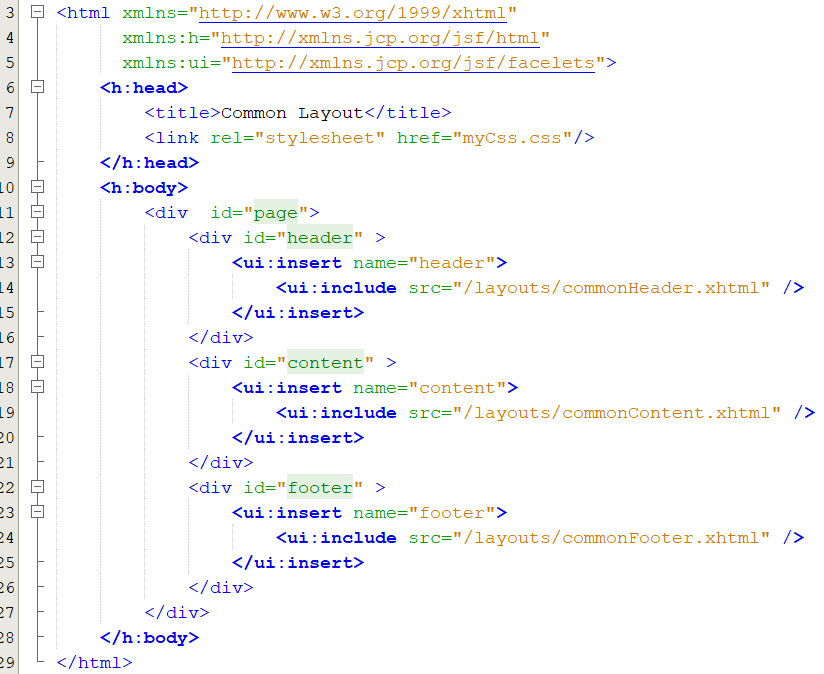 3 <html xmlns="http://www.w3.org/1999/xhtml"
4 xmlns:h="http://xmlns.jcp.org/jsf/html"
5 xmlns:ui="http://xmlns.jcp.org/jsf/facelets">
6 <h:head>
7 <title>Common Layout</title>
8 <link rel="stylesheet" href="myCss.css"/>
9 </h:head>
10 <h:body>
11 <div  id="page">
12 <div id="header" >
13 <ui:insert name="header">
14 <ui:include src="/layouts/commonHeader.xhtml" />
15 </ui:insert>
16 </div>
17 <div id="content" >
18 <ui:insert name="content">
19 <ui:include src="/layouts/commonContent.xhtml" />
20 </ui:insert>
21 </div>
22 <div id="footer" >
23 <ui:insert name="footer">
24 <ui:include src="/layouts/commonFooter.xhtml" />
25 </ui:insert>
26 </div>
27 </div>
28 </h:body>
29 </html>